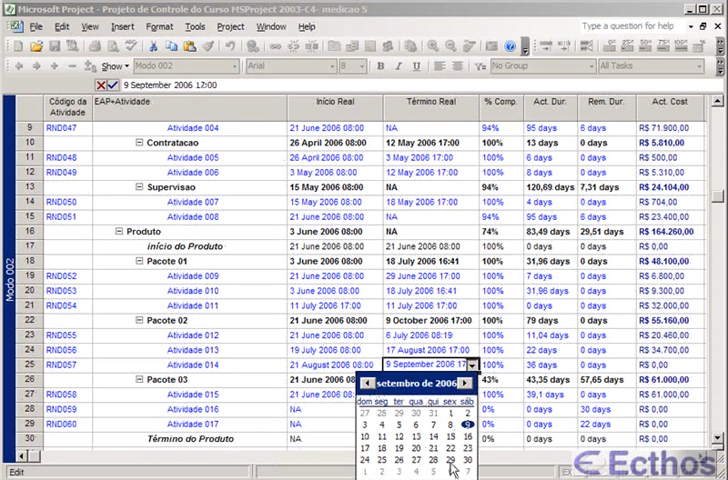 Microsoft Project - Projeto de Controle do Curso MSProject 2003-C4- medicao 5
File Edit View Insert Format Tools Project Window Help Type a question for help
No Group
Show Modo 002 Arial 8 All Tasks
9 September 2006 17:00
Código da Atividade EAP+Atividade Início Real Término Real % Comp. Act. Dur. Rem. Dur. Act. Cost
9 RND047 Atividade 004 21 June 2006 08:00 NA 94% 95 days 6 days R$ 71.900,00
10 Contratacao 26 April 2006 08:00 12 May 2006 17:00 100% 13 days 0 days R$ 5.810,00
11 RND048 Atividade 005 26 April 2006 08:00 3 May 2006 17:00 100% 6 days 0 days R$ 500,00
12 RND049 Atividade 006 3 May 2006 08:00 12 May 2006 17:00 100% 8 days 0 days R$ 5.310,00
13 Supervisao 15 May 2006 08:00 NA 94% 120,69 days 7,31 days R$ 24.104,00
14 RND050 Atividade 007 15 May 2006 08:00 18 May 2006 17:00 100% 4 days 0 days R$ 704,00
15 RND051 Atividade 008 21 June 2006 08:00 NA 94% 95 days 6 days R$ 23.400,00
16 Produto 3 June 2006 08:00 NA 74% 83,49 days 29,51 days R$ 164.260,00
17 início do Produto 21 June 2006 08:00 21 June 2006 08:00 100% 0 days 0 days R$ 0,00
18 Pacote 01 3 June 2006 08:00 18 July 2006 16:41 100% 31,96 days 0 days R$ 48.100,00
19 RND052 Atividade 009 21 June 2006 08:00 29 June 2006 17:00 100% 7 days 0 days R$ 6.800,00
20 RND053 Atividade 010 3 June 2006 08:00 18 July 2006 16:41 100% 31,96 days 0 days R$ 9.300,00
21 RND054 Atividade 011 11 July 2006 08:00 11 July 2006 17:00 100% 1 day 0 days R$ 32.000,00
22 Pacote 02 21 June 2006 08:00 9 October 2006 17:00 100% 79 days 0 days R$ 55.160,00
23 RND055 Atividade 012 21 June 2006 08:00 6 July 2006 08:19 100% 11,04 days 0 days R$ 20.460,00
24 RND056 Atividade 013 19 July 2006 08:00 17 August 2006 17:00 100% 22 days 0 days R$ 34.700,00
25 RND057 Atividade 014 21 August 2006 08:00 9 September 2006 17 100% 36 days 0 days R$ 0,00
26 Pacote 03 43% 43,35 days 57,65 days R$ 61.000,00
27 RND058 Atividade 015 21 June 2006 08:00 100% 39,1 days 0 days R$ 61.000,00
28 RND059 Atividade 016 NA 0% 0 days 30 days R$ 0,00
29 RND060 Atividade 017 NA 0% 0 days 22 days R$ 0,00
30 Término do Produto NA 0% 0 days 0 days R$ 0,00
setembro de 2006
dom seg ter qua qui sex sáb
27 28 29 30 31 1 2
3 4 5 6 7 8 9
10 11 12 13 14 15 16
17 18 19 20 21 22 23
24 25 26 27 28 29 30
1 2 3 4 5
Modo 002
Edit
Ecthos